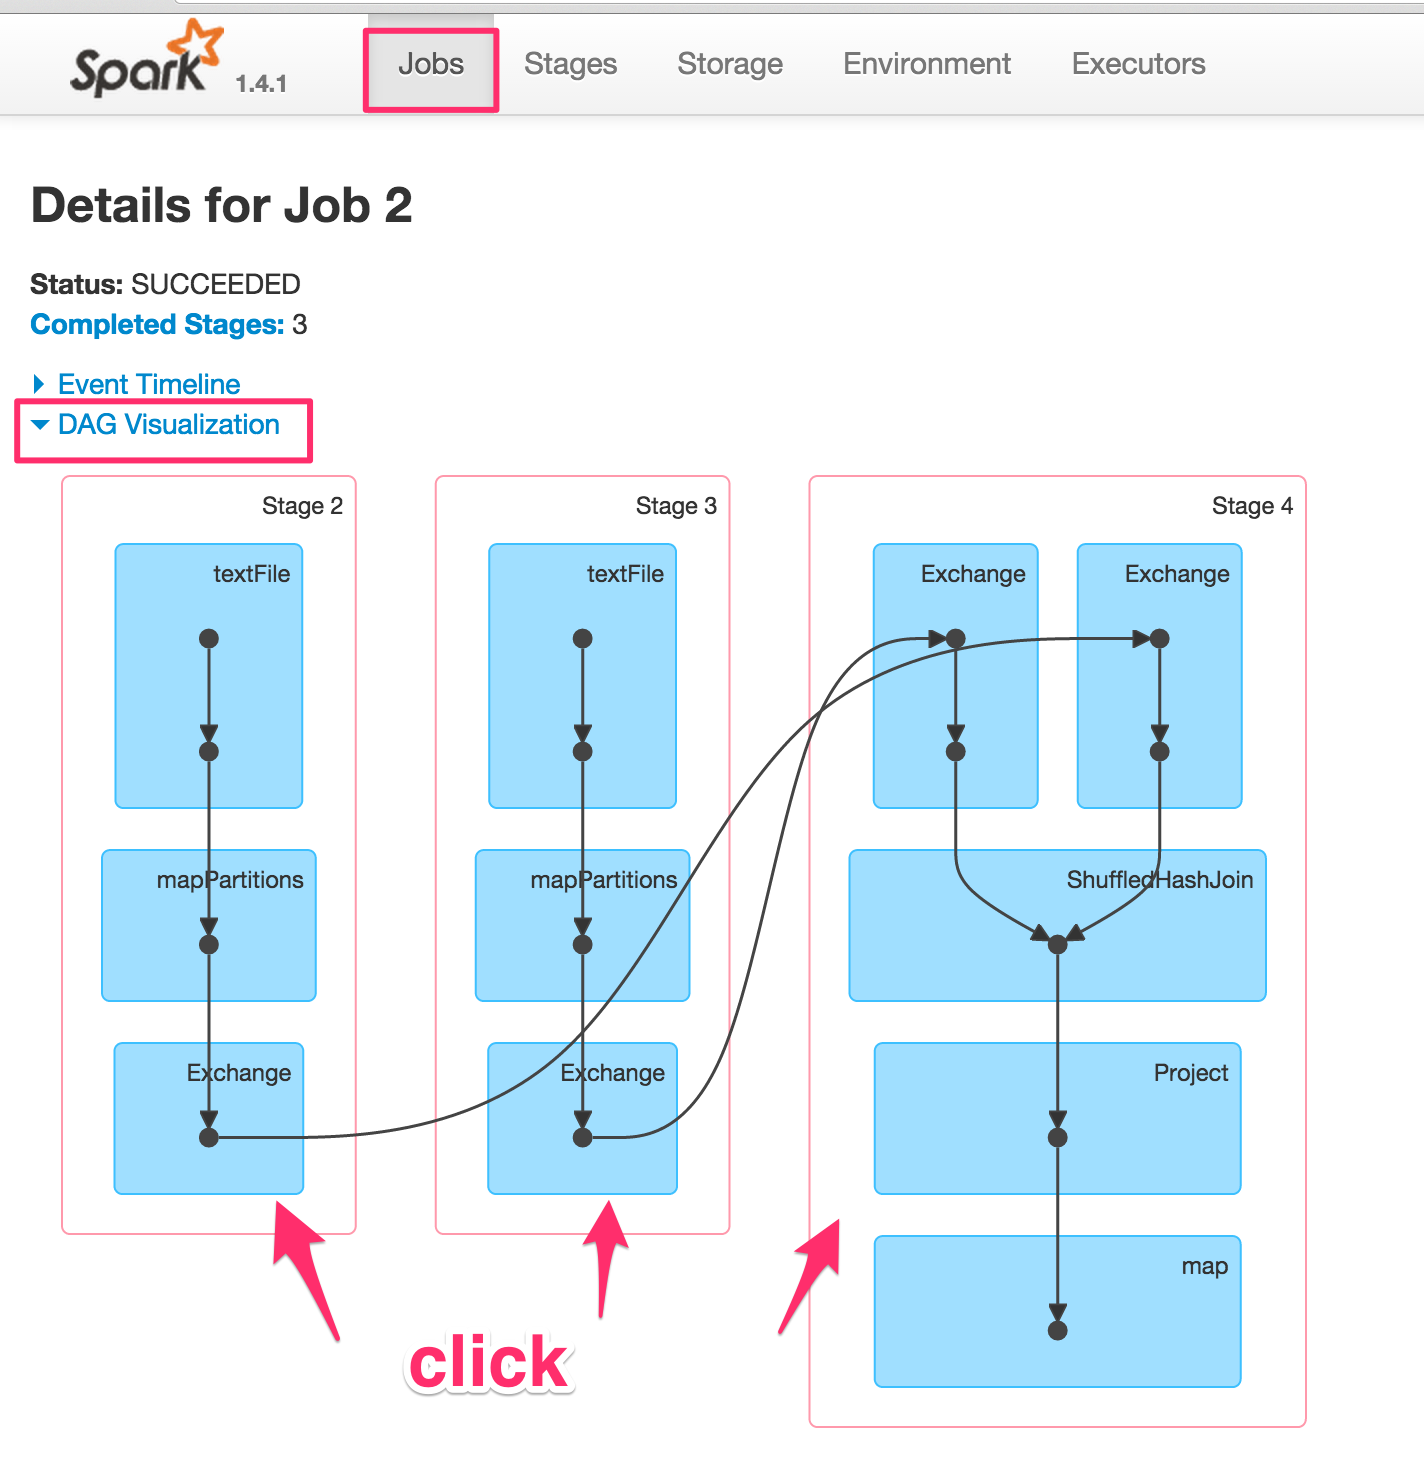 Spark 1.4.1 Jobs Stages Storage Environment Executors
Details for Job 2
Status: SUCCEEDED
Completed Stages: 3
Event Timeline
DAG Visualization
Stage 2
textFile
mapPartitions
Exchange
Stage 3
textFile
mapPartitions
Exchange
Stage 4
Exchange
Exchange
ShuffledHashJoin
Project
map
click